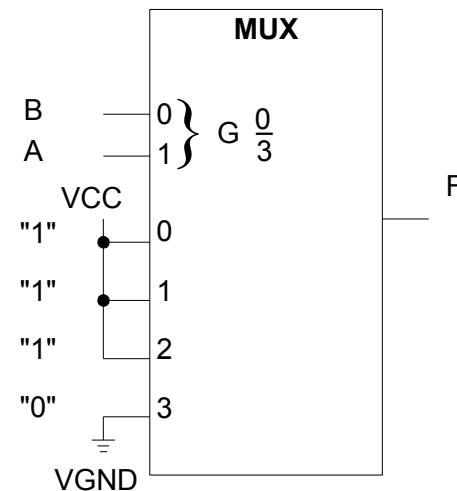 MUX
B 0 } G 0/3
A 1
F
VCC
"1" 0
"1" 1
"1" 2
"0" 3
VGND